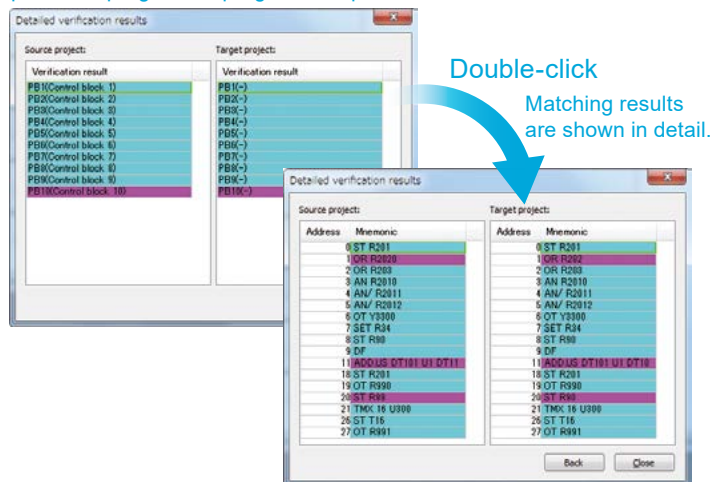 Detailed verification results
Source project:
Target project:
Verification result
Verification result
PB1(Control block 1) PB1(-)
PB2(Control block 2) PB2(-)
PB3(Control block 3) PB3(-)
PB4(Control block 4) PB4(-)
PB5(Control block 5) PB5(-)
PB6(Control block 6) PB6(-)
PB7(Control block 7) PB7(-)
PB8(Control block 8) PB8(-)
PB9(Control block 9) PB9(-)
PB10(Control block 10) PB10(-)
Double-click
Matching results
are shown in detail.
Detailed verification results
Source project: Target project:
Address Mnemonic Address Mnemonic
0 ST R201 0 ST R201
1 OR R2020 1 OR R202
2 OR R203 2 OR R203
3 AN R2010 3 AN R2010
4 AN/ R2011 4 AN/ R2011
5 AN/ R2012 5 AN/ R2012
6 OT Y3300 6 OT Y3300
7 SET R34 7 SET R34
8 ST R90 8 ST R90
9 DF 9 DF
11 ADD.US DT101 U1 DT11 11 ADD.US DT101 U1 DT10
18 ST R201 18 ST R201
19 OT R990 19 OT R990
20 ST R99 20 ST R98
21 TMX 16 U300 21 TMX 16 U300
26 ST T16 26 ST T16
27 OT R991 27 OT R991
Back Close